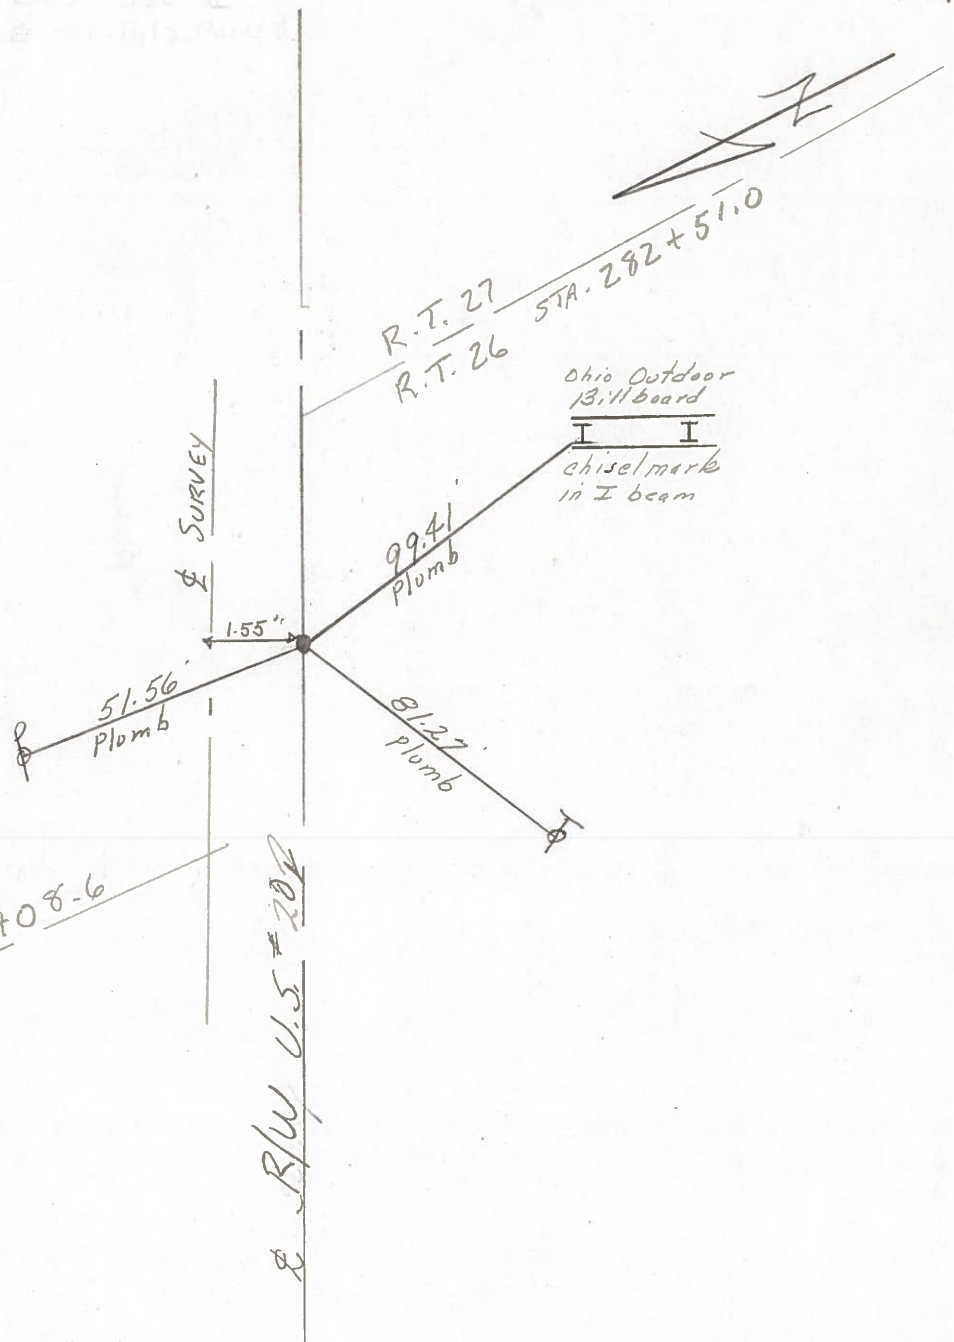 N
R.T. 27
R.T. 26
STA. 282 + 51.0
Ohio Outdoor
Billboard
I I
chiselmark
in I beam
℄ SURVEY
99.41'
Plumb
1.55"
51.56'
Plumb
81.27'
Plumb
+08.6
℄ R/W U.S. #20